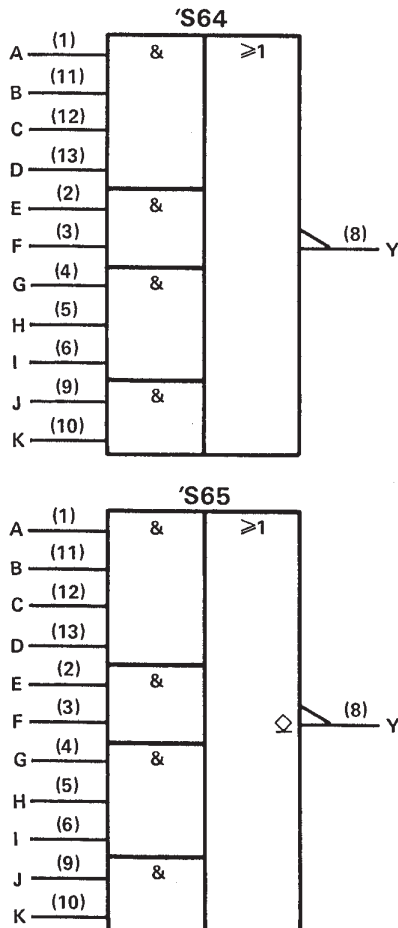 'S64
A (1) & ≥1
B (11)
C (12)
D (13)
E (2) &
F (3) (8) Y
G (4) &
H (5)
I (6)
J (9) &
K (10)
'S65
A (1) & ≥1
B (11)
C (12)
D (13)
E (2) &
F (3) (8) Y
G (4) &
H (5)
I (6)
J (9) &
K (10)